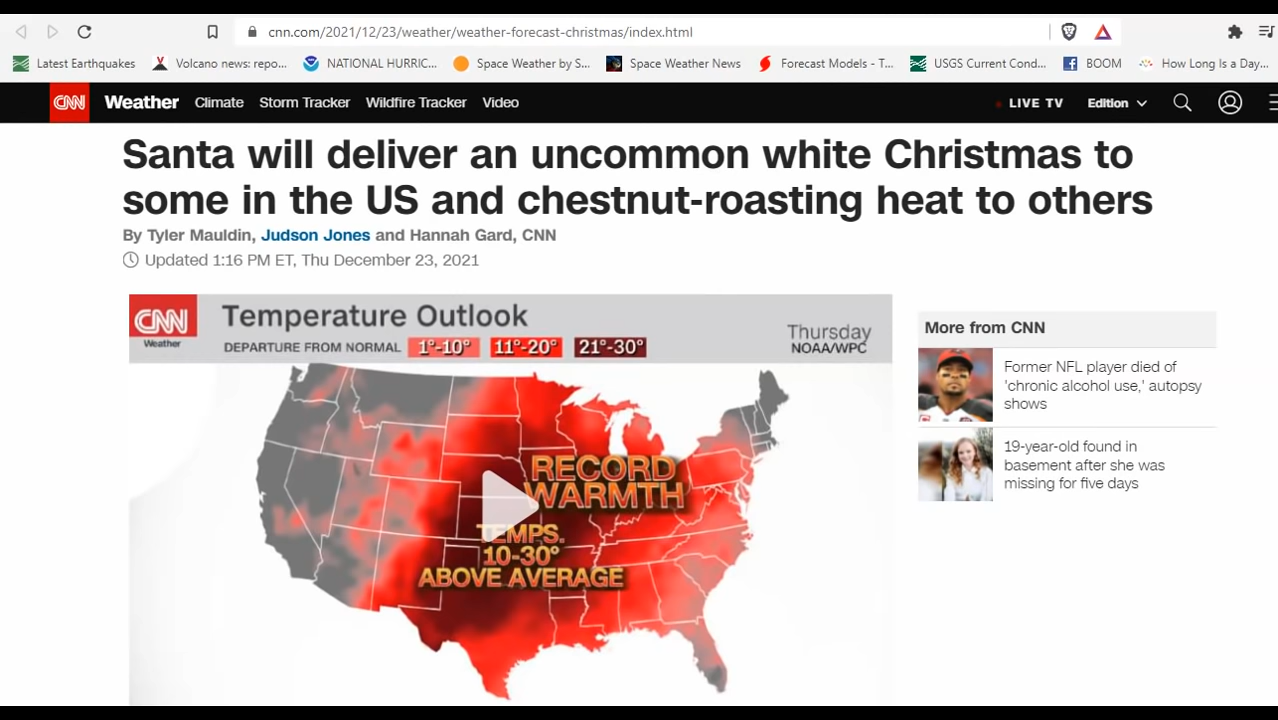 cnn.com/2021/12/23/weather/weather-forecast-christmas/index.html
Latest Earthquakes
Volcano news: repo...
NATIONAL HURRIC...
Space Weather by S...
Space Weather News
Forecast Models - T...
USGS Current Cond...
BOOM
How Long Is a Day...
CNN Weather Climate Storm Tracker Wildfire Tracker Video LIVE TV Edition
Santa will deliver an uncommon white Christmas to
some in the US and chestnut-roasting heat to others
By Tyler Mauldin, Judson Jones and Hannah Gard, CNN
Updated 1:16 PM ET, Thu December 23, 2021
CNN
Weather
Temperature Outlook
DEPARTURE FROM NORMAL 1°-10° 11°-20° 21°-30°
Thursday
NOAA/WPC
RECORD
WARMTH
TEMPS.
10-30°
ABOVE AVERAGE
More from CNN
Former NFL player died of
'chronic alcohol use,' autopsy
shows
19-year-old found in
basement after she was
missing for five days